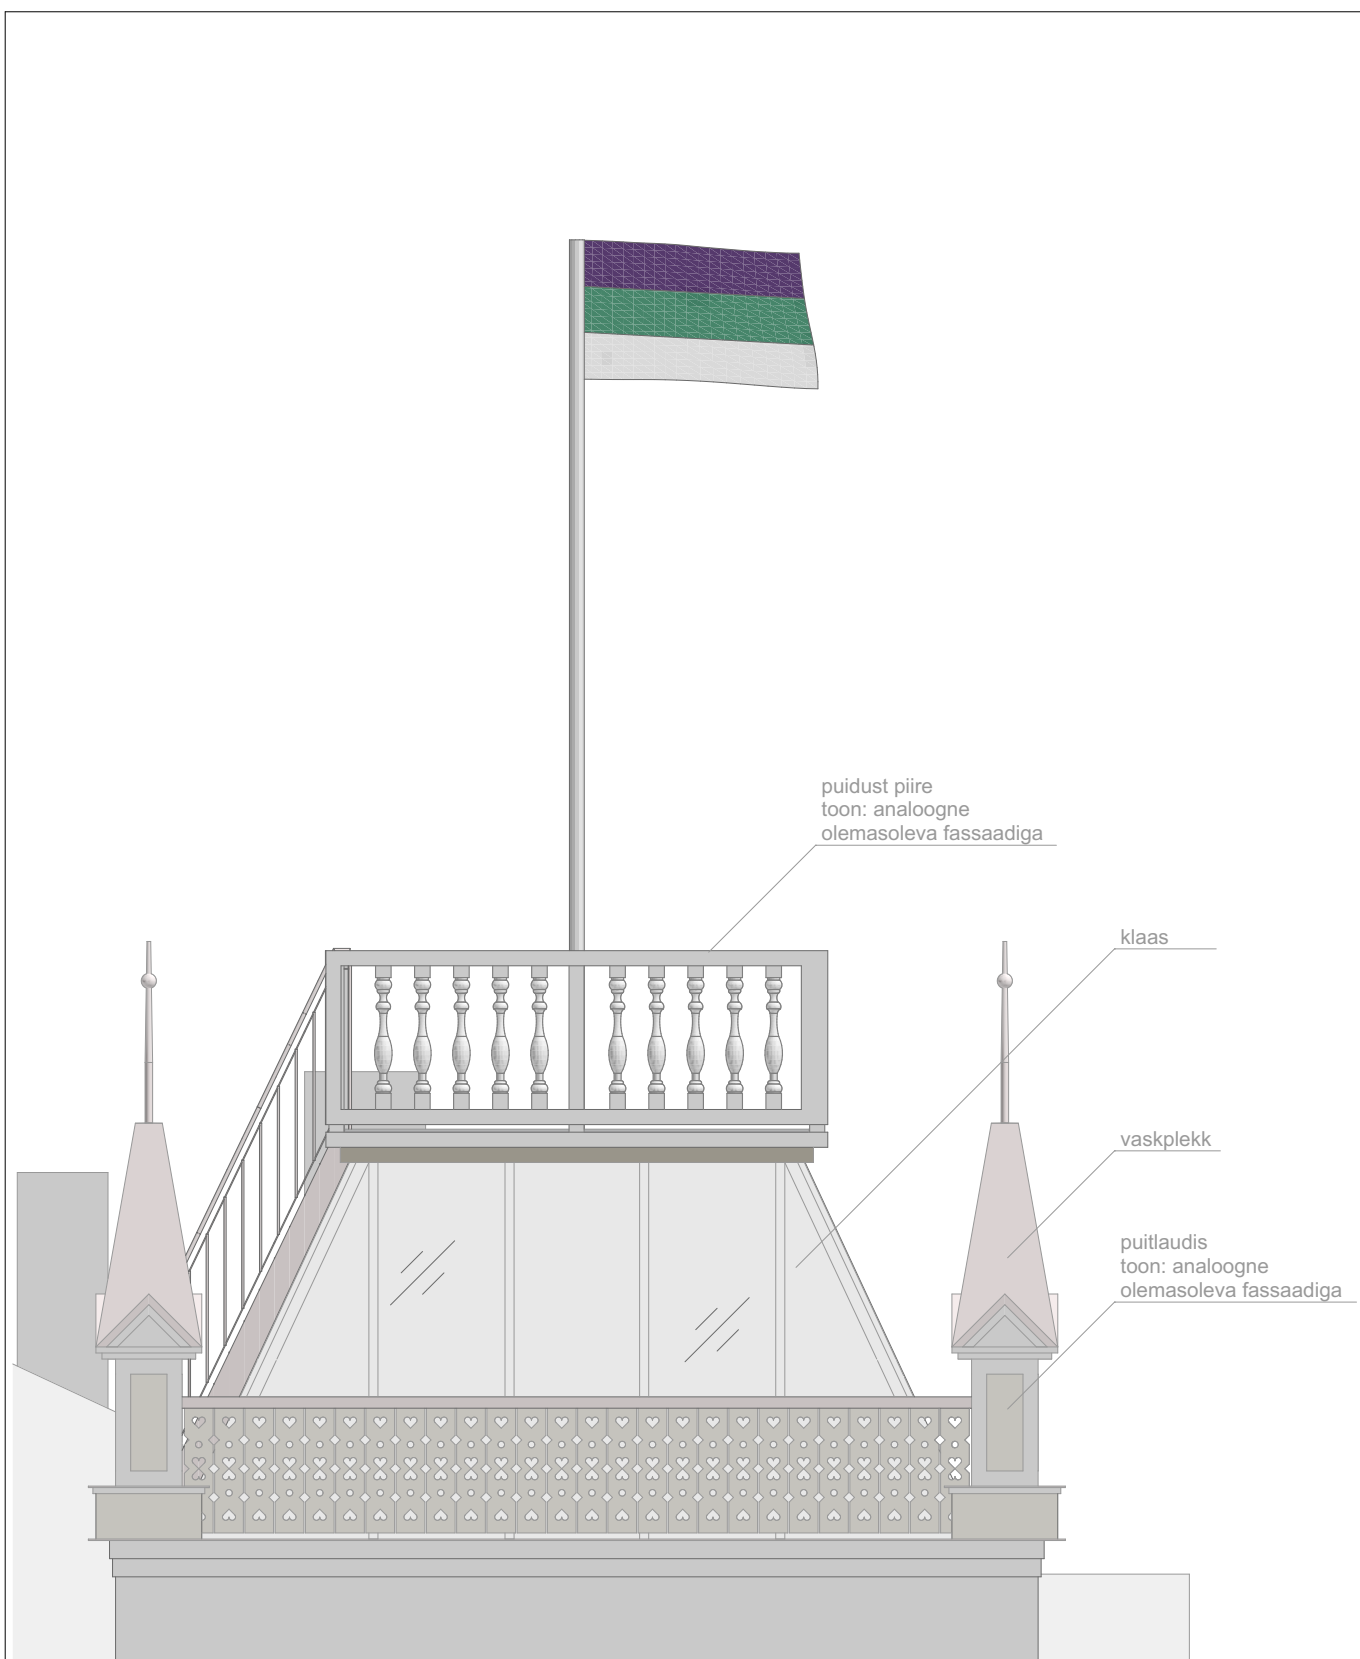 puidust piire
toon: analoogne
olemasoleva fassaadiga
klaas
vaskplekk
puitlaudis
toon: analoogne
olemasoleva fassaadiga